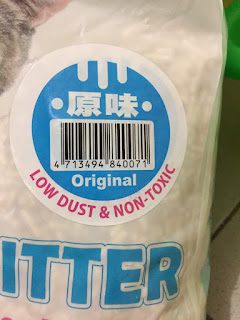 ·原味·
4 713494 840071
Original
LOW DUST & NON-TOXIC
ITTER